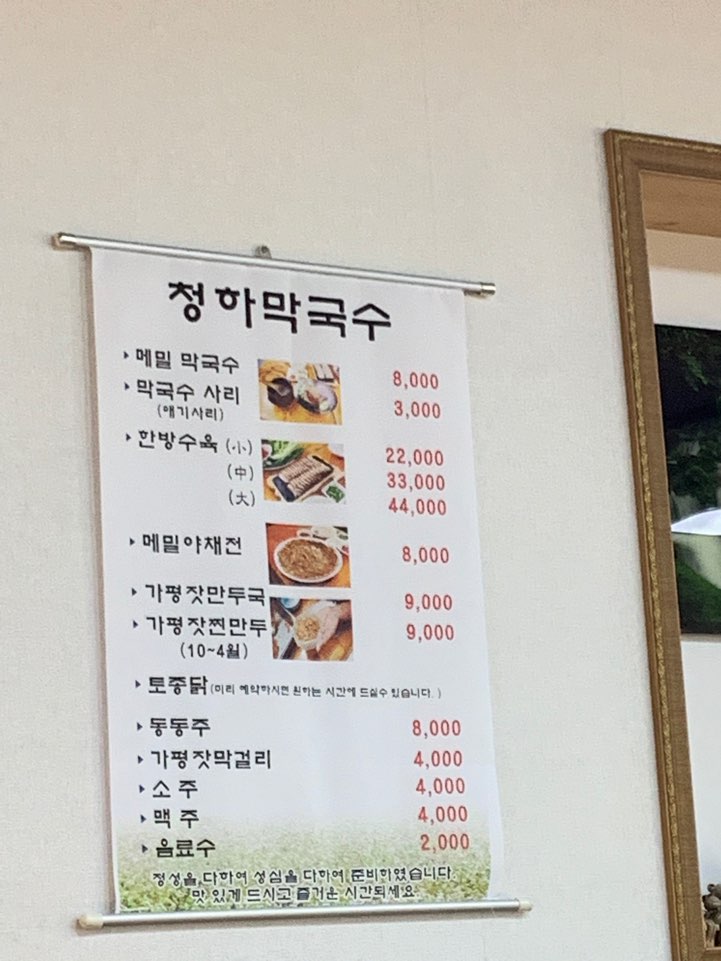 청하막국수
▸메밀 막국수 8,000
▸막국수 사리 3,000
(애기사리)
▸한방수육 (小) 22,000
(中) 33,000
(大) 44,000
▸메밀야채전 8,000
▸가평잣만두국 9,000
▸가평잣찐만두 9,000
(10~4월)
▸토종닭 (미리 예약하시면 원하는 시간에 드실수 있습니다. )
▸동동주 8,000
▸가평잣막걸리 4,000
▸소 주 4,000
▸맥 주 4,000
▸음료수 2,000
정성을 다하여 성심을 다하여 준비하였습니다.
맛 있게 드시고 즐거운 시간되세요.